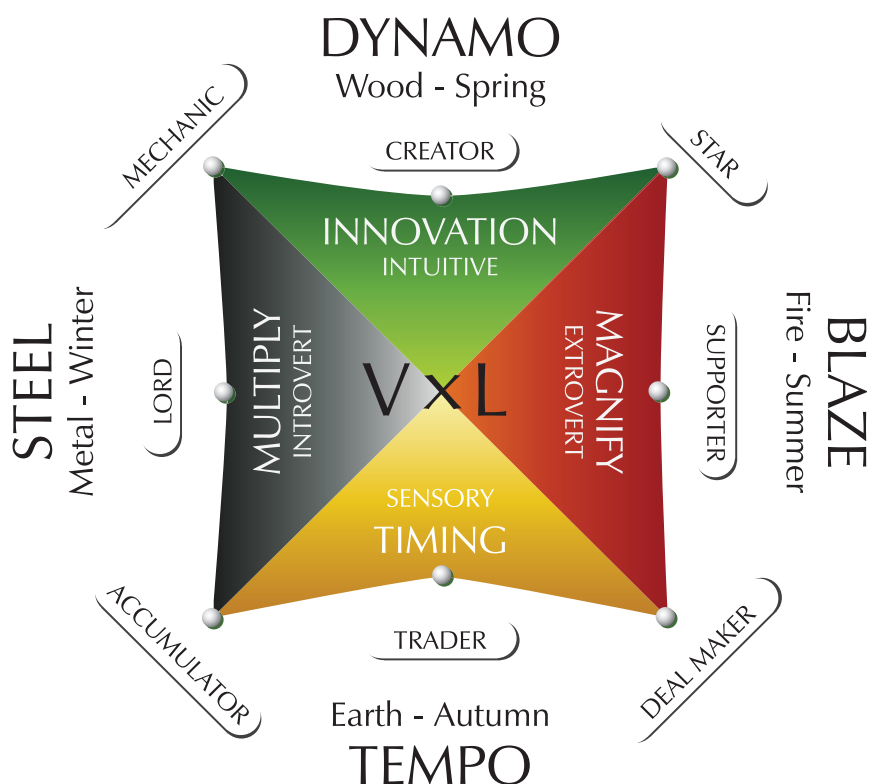 DYNAMO
Wood - Spring
MECHANIC
CREATOR
STAR
INNOVATION
INTUITIVE
STEEL
Metal - Winter
LORD
MULTIPLY
INTROVERT
V x L
MAGNIFY
EXTROVERT
SUPPORTER
Fire - Summer
BLAZE
SENSORY
TIMING
ACCUMULATOR
TRADER
DEAL MAKER
Earth - Autumn
TEMPO